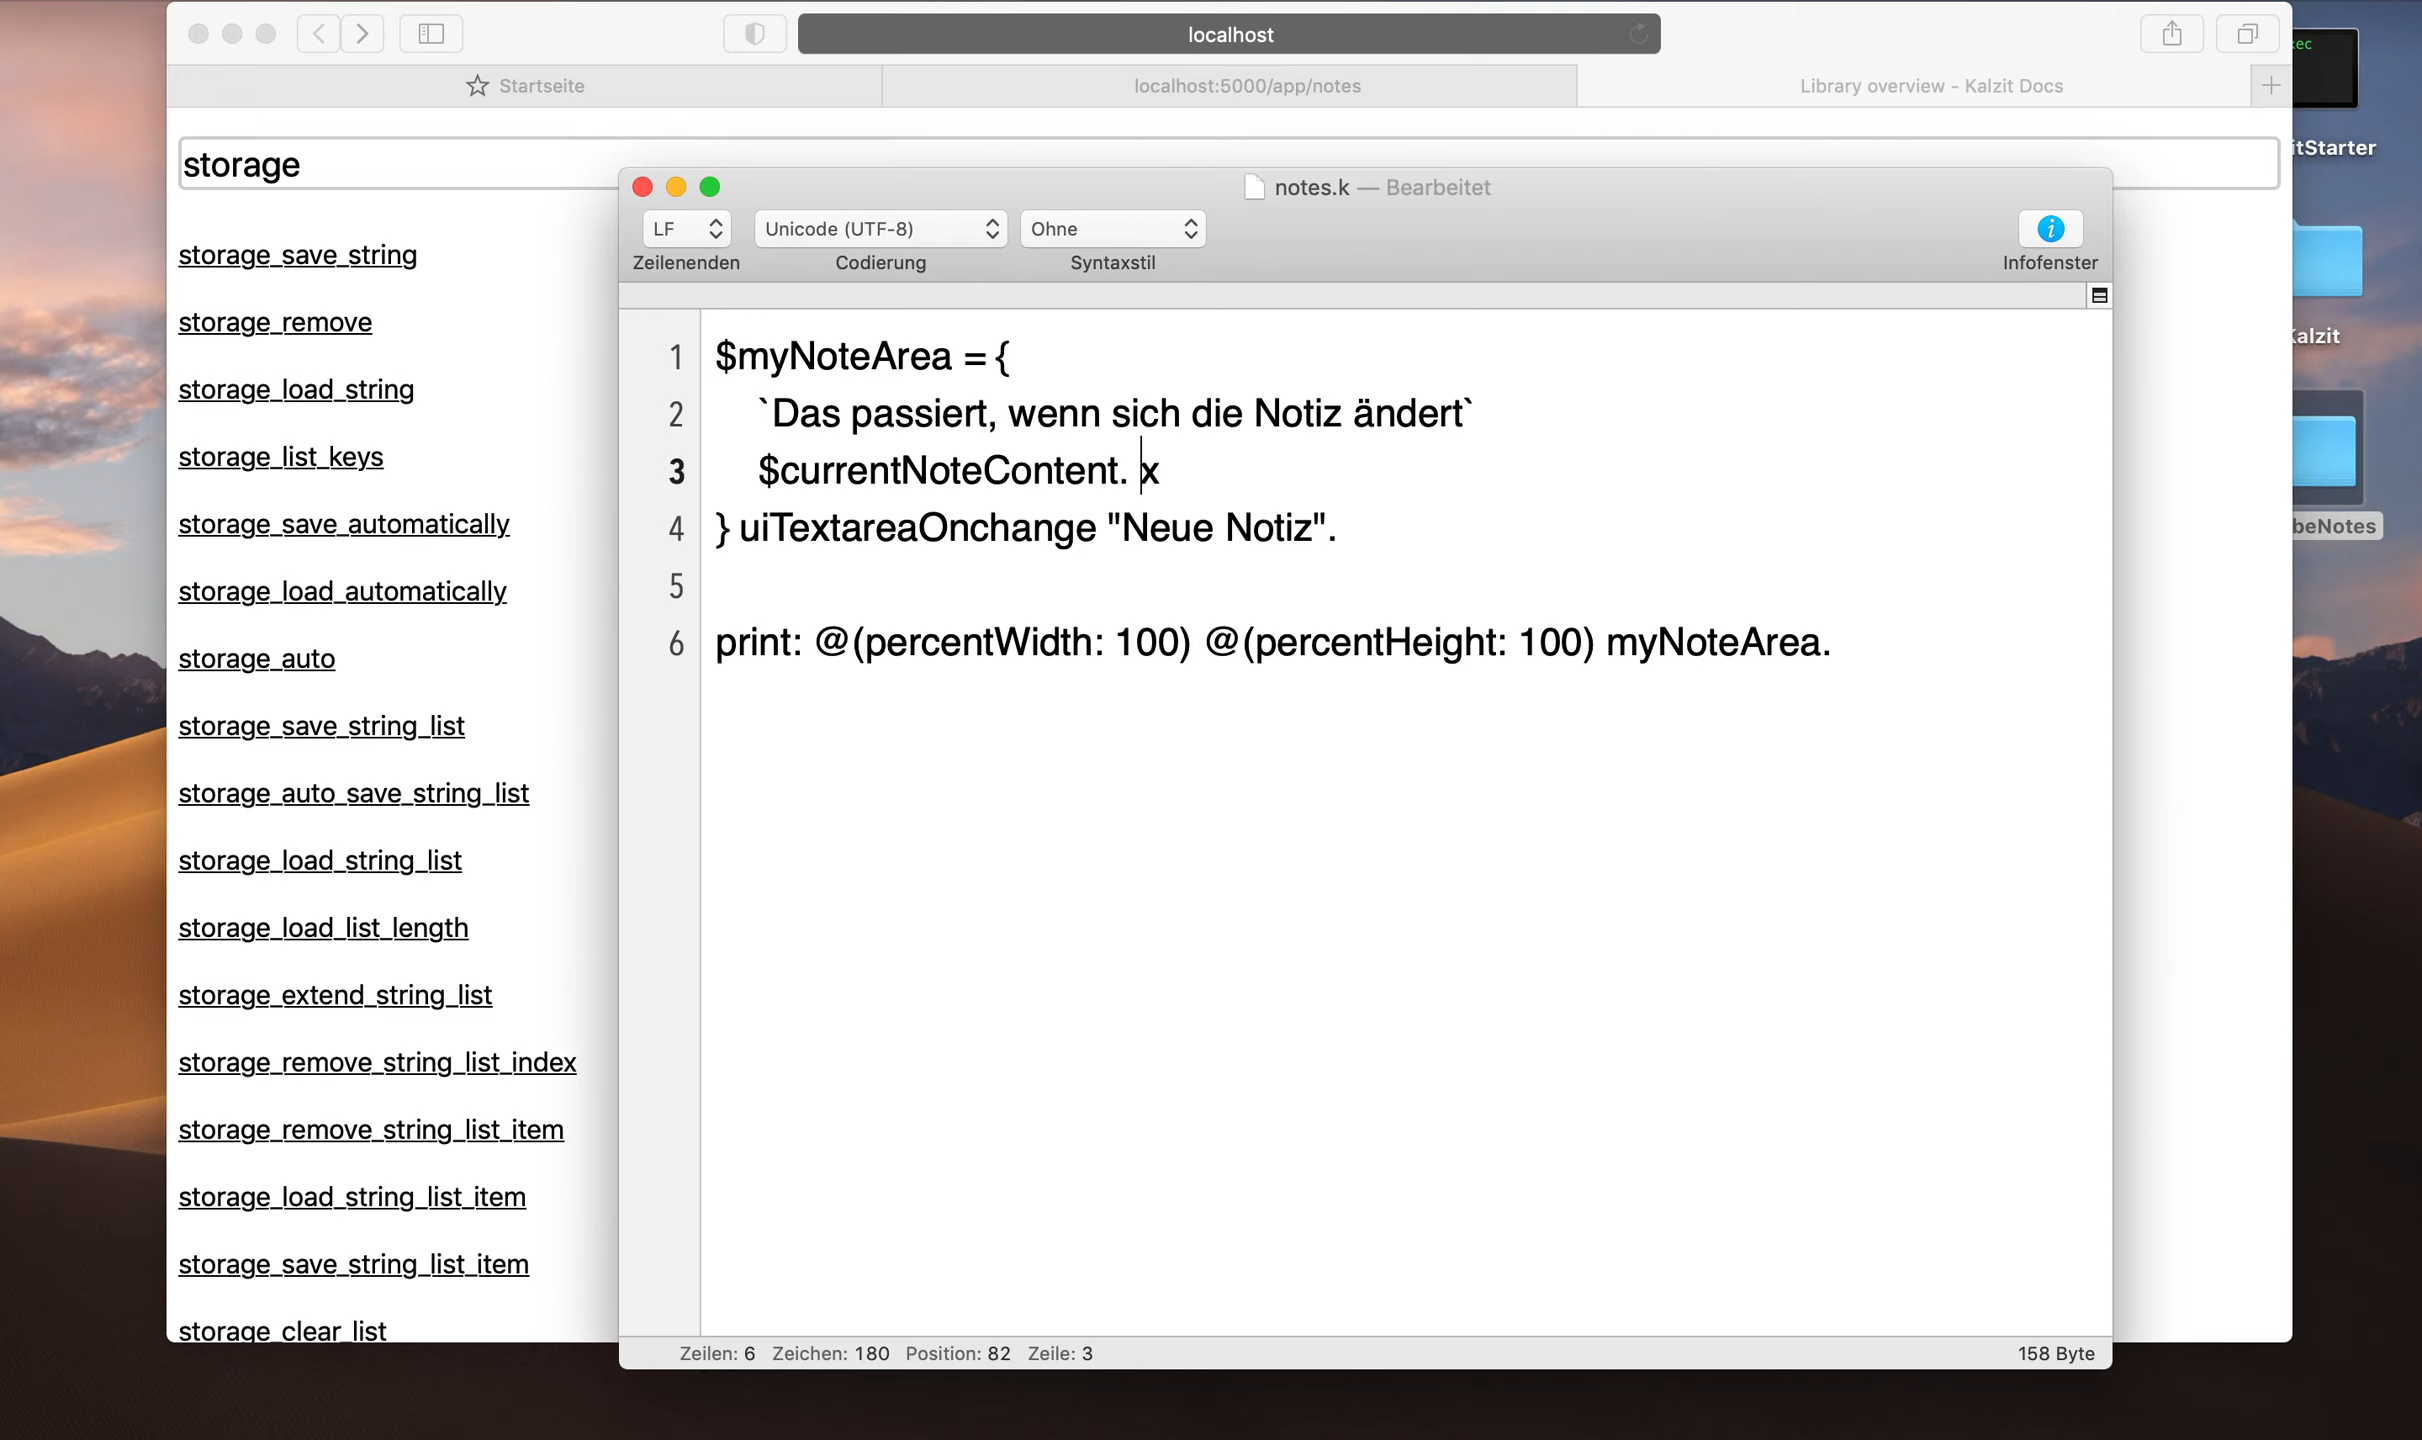 localhost
Startseite
localhost:5000/app/notes
Library overview - Kalzit Docs
storage
storage_save_string
storage_remove
storage_load_string
storage_list_keys
storage_save_automatically
storage_load_automatically
storage_auto
storage_save_string_list
storage_auto_save_string_list
storage_load_string_list
storage_load_list_length
storage_extend_string_list
storage_remove_string_list_index
storage_remove_string_list_item
storage_load_string_list_item
storage_save_string_list_item
storage_clear_list
notes.k — Bearbeitet
LF Unicode (UTF-8) Ohne
Zeilenenden Codierung Syntaxstil Infofenster
1 $myNoteArea = {
2 `Das passiert, wenn sich die Notiz ändert`
3 $currentNoteContent. x
4 } uiTextareaOnchange "Neue Notiz".
5
6 print: @(percentWidth: 100) @(percentHeight: 100) myNoteArea.
Zeilen: 6 Zeichen: 180 Position: 82 Zeile: 3 158 Byte
itStarter
beNotes